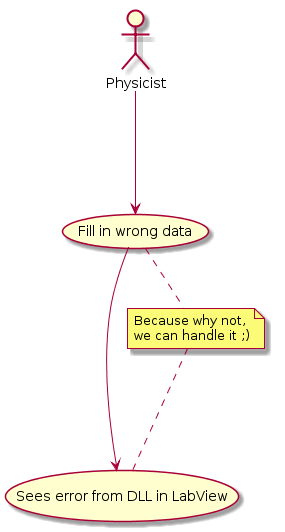 Physicist
Fill in wrong data
Because why not,
we can handle it ;)
Sees error from DLL in LabView